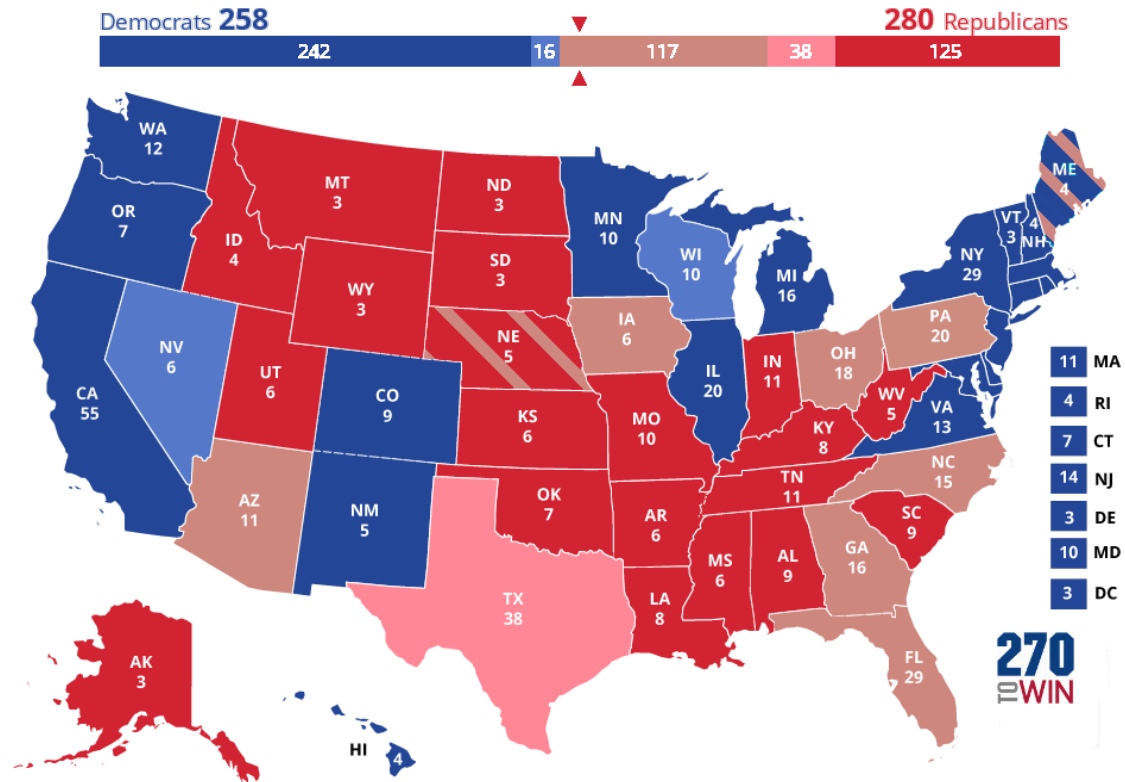 Democrats 258
280 Republicans
242 16 117 38 125
WA
12
OR
7
CA
55
NV
6
ID
4
MT
3
WY
3
UT
6
AZ
11
CO
9
NM
5
ND
3
SD
3
NE
5
KS
6
OK
7
TX
38
MN
10
IA
6
MO
10
AR
6
LA
8
WI
10
IL
20
MI
16
IN
11
OH
18
KY
8
TN
11
MS
6
AL
9
GA
16
FL
29
SC
9
NC
15
VA
13
WV
5
PA
20
NY
29
VT
3
4
NH
ME
4
11 MA
4 RI
7 CT
14 NJ
3 DE
10 MD
3 DC
AK
3
HI
4
270
TO WIN